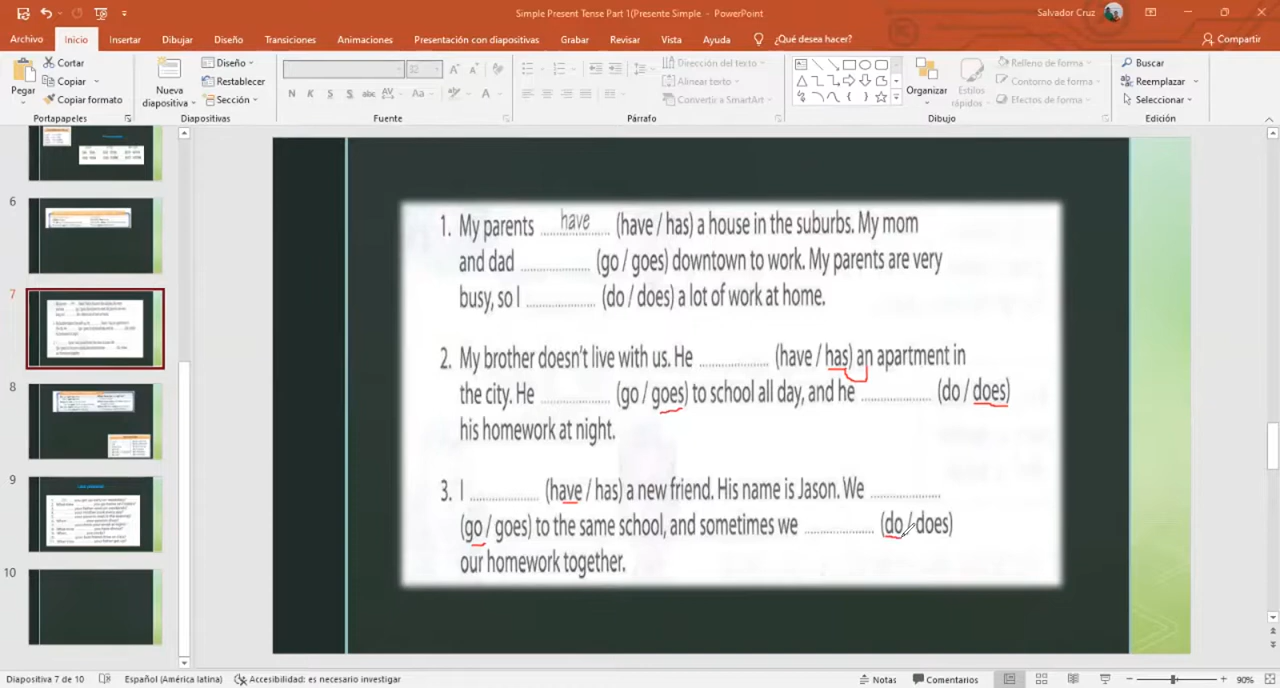 Simple Present Tense Part 1(Presente Simple - PowerPoint
Salvador Cruz
Archivo Inicio Insertar Dibujar Diseño Transiciones Animaciones Presentación con diapositivas Grabar Revisar Vista Ayuda ¿Qué desea hacer? Compartir
Pegar
Cortar
Copiar
Copiar formato
Portapapeles
Nueva
diapositiva
Diseño
Restablecer
Sección
Diapositivas
32
N K S S abc AV Aa A
Fuente
Dirección del texto
Alinear texto
Convertir a SmartArt
Párrafo
Organizar
Estilos
rápidos
Relleno de forma
Contorno de forma
Efectos de forma
Dibujo
Buscar
Reemplazar
Seleccionar
Edición
6
7
8
9
10
1. My parents have (have / has) a house in the suburbs. My mom
and dad .............. (go / goes) downtown to work. My parents are very
busy, so I .............. (do / does) a lot of work at home.
2. My brother doesn't live with us. He .............. (have / has) an apartment in
the city. He .............. (go / goes) to school all day, and he .............. (do / does)
his homework at night.
3. I .............. (have / has) a new friend. His name is Jason. We ..............
(go / goes) to the same school, and sometimes we .............. (do / does)
our homework together.
Diapositiva 7 de 10 Español (América latina) Accesibilidad: es necesario investigar Notas Comentarios 90%